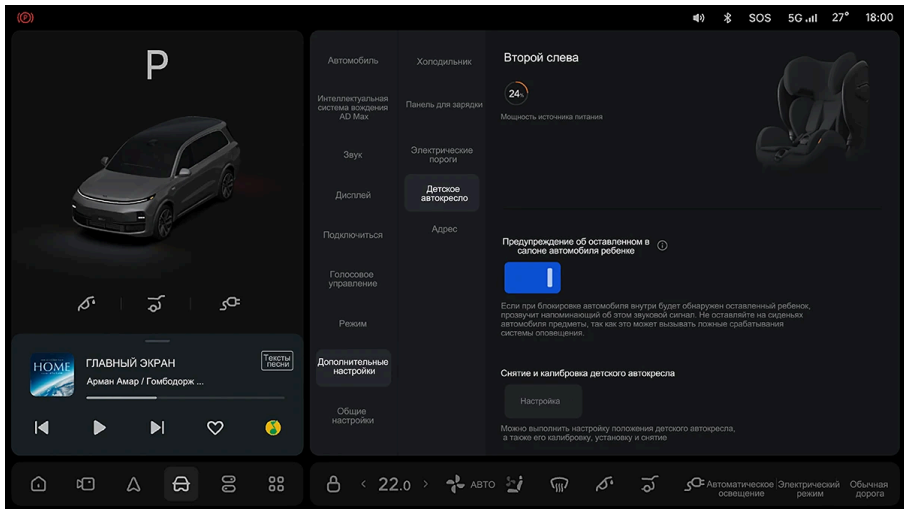 SOS
5G
27°
18:00
P
HOME
ГЛАВНЫЙ ЭКРАН
Арман Амар / Гомбодорж ...
Тексты
песни
Автомобиль
Интеллектуальная
система вождения
AD Max
Звук
Дисплей
Подключиться
Голосовое
управление
Режим
Дополнительные
настройки
Общие
настройки
Холодильник
Панель для зарядки
Электрические
пороги
Детское
автокресло
Адрес
Второй слева
24%
Мощность источника питания
Предупреждение об оставленном в
салоне автомобиля ребенке
Если при блокировке автомобиля внутри будет обнаружен оставленный ребенок,
прозвучит напоминающий об этом звуковой сигнал. Не оставляйте на сиденьях
автомобиля предметы, так как это может вызывать ложные срабатывания
системы оповещения.
Снятие и калибровка детского автокресла
Настройка
Можно выполнить настройку положения детского автокресла,
а также его калибровку, установку и снятие
< 22.0 >
АВТО
Автоматическое
освещение
Электрический
режим
Обычная
дорога